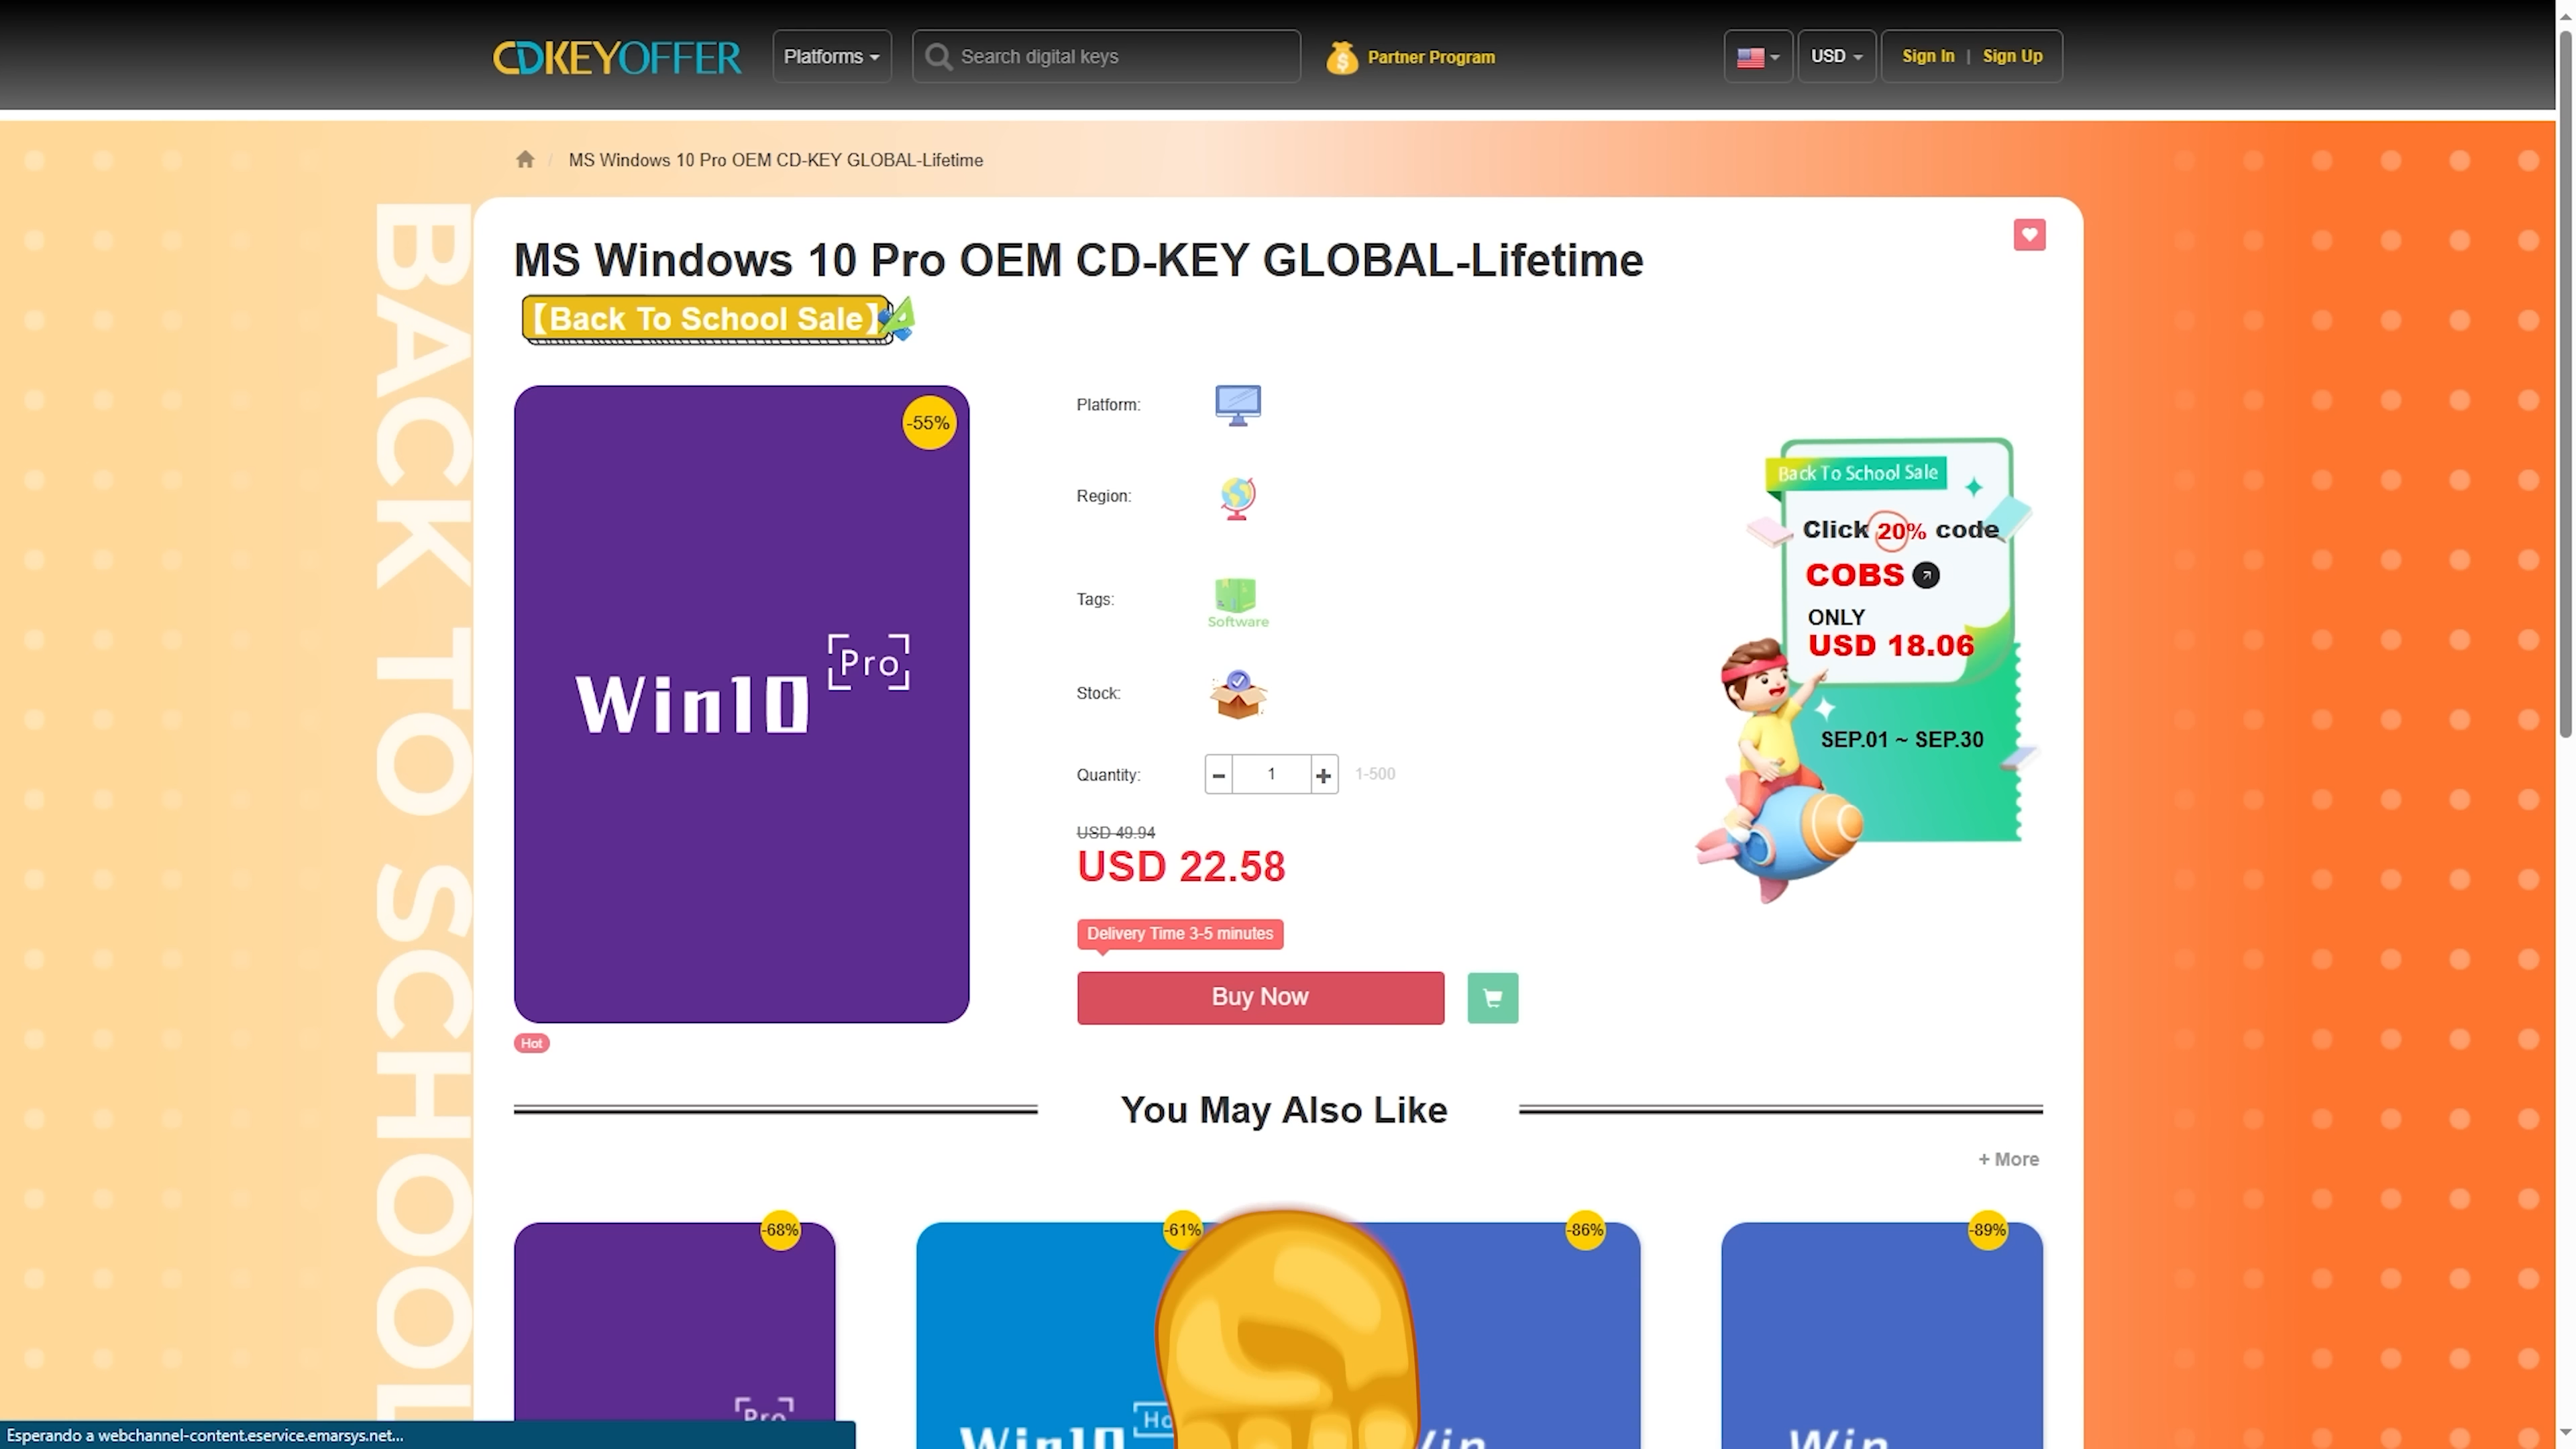 CDKEYOFFER
Platforms
Search digital keys
Partner Program
USD
Sign In | Sign Up
/ MS Windows 10 Pro OEM CD-KEY GLOBAL-Lifetime
BACK TO SCHOOL
MS Windows 10 Pro OEM CD-KEY GLOBAL-Lifetime
【Back To School Sale】
-55%
Win10 Pro
Hot
Platform:
Region:
Tags:
Software
Stock:
Quantity:
1
1-500
USD 49.94
USD 22.58
Delivery Time 3-5 minutes
Buy Now
Back To School Sale
Click 20% code
COBS
ONLY
USD 18.06
SEP.01 ~ SEP.30
You May Also Like
+ More
-68%
-61%
-86%
-89%
Pro
Win10
Win
Esperando a webchannel-content.eservice.emarsys.net...